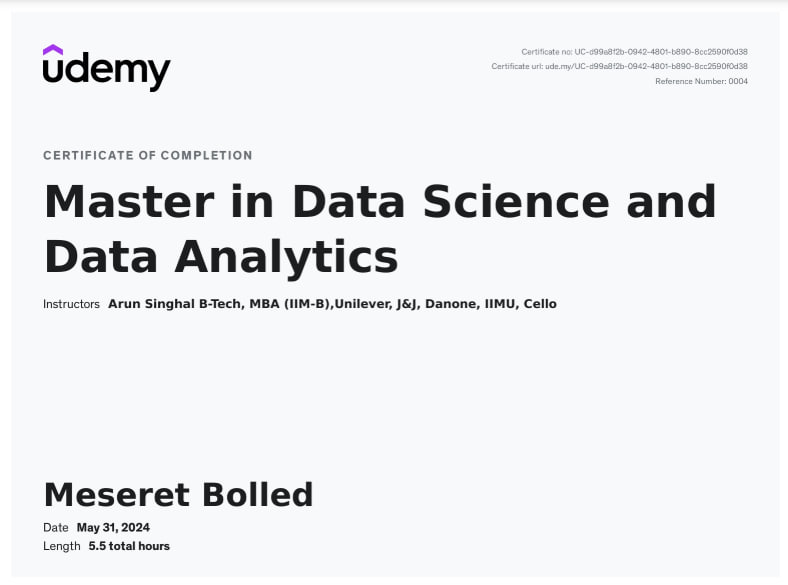 udemy
Certificate no: UC-d99a8f2b-0942-4801-b890-8cc2590f0d38
Certificate url: ude.my/UC-d99a8f2b-0942-4801-b890-8cc2590f0d38
Reference Number: 0004
CERTIFICATE OF COMPLETION
Master in Data Science and
Data Analytics
Instructors Arun Singhal B-Tech, MBA (IIM-B),Unilever, J&J, Danone, IIMU, Cello
Meseret Bolled
Date May 31, 2024
Length 5.5 total hours